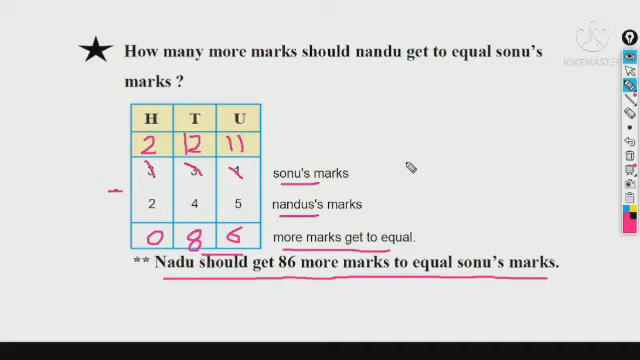 How many more marks should nandu get to equal sonu's
marks ?
H T U
2 12 11
3 3 1 sonu's marks
- 2 4 5 nandus's marks
0 8 6 more marks get to equal.
** Nadu should get 86 more marks to equal sonu's marks.
KINEMASTER